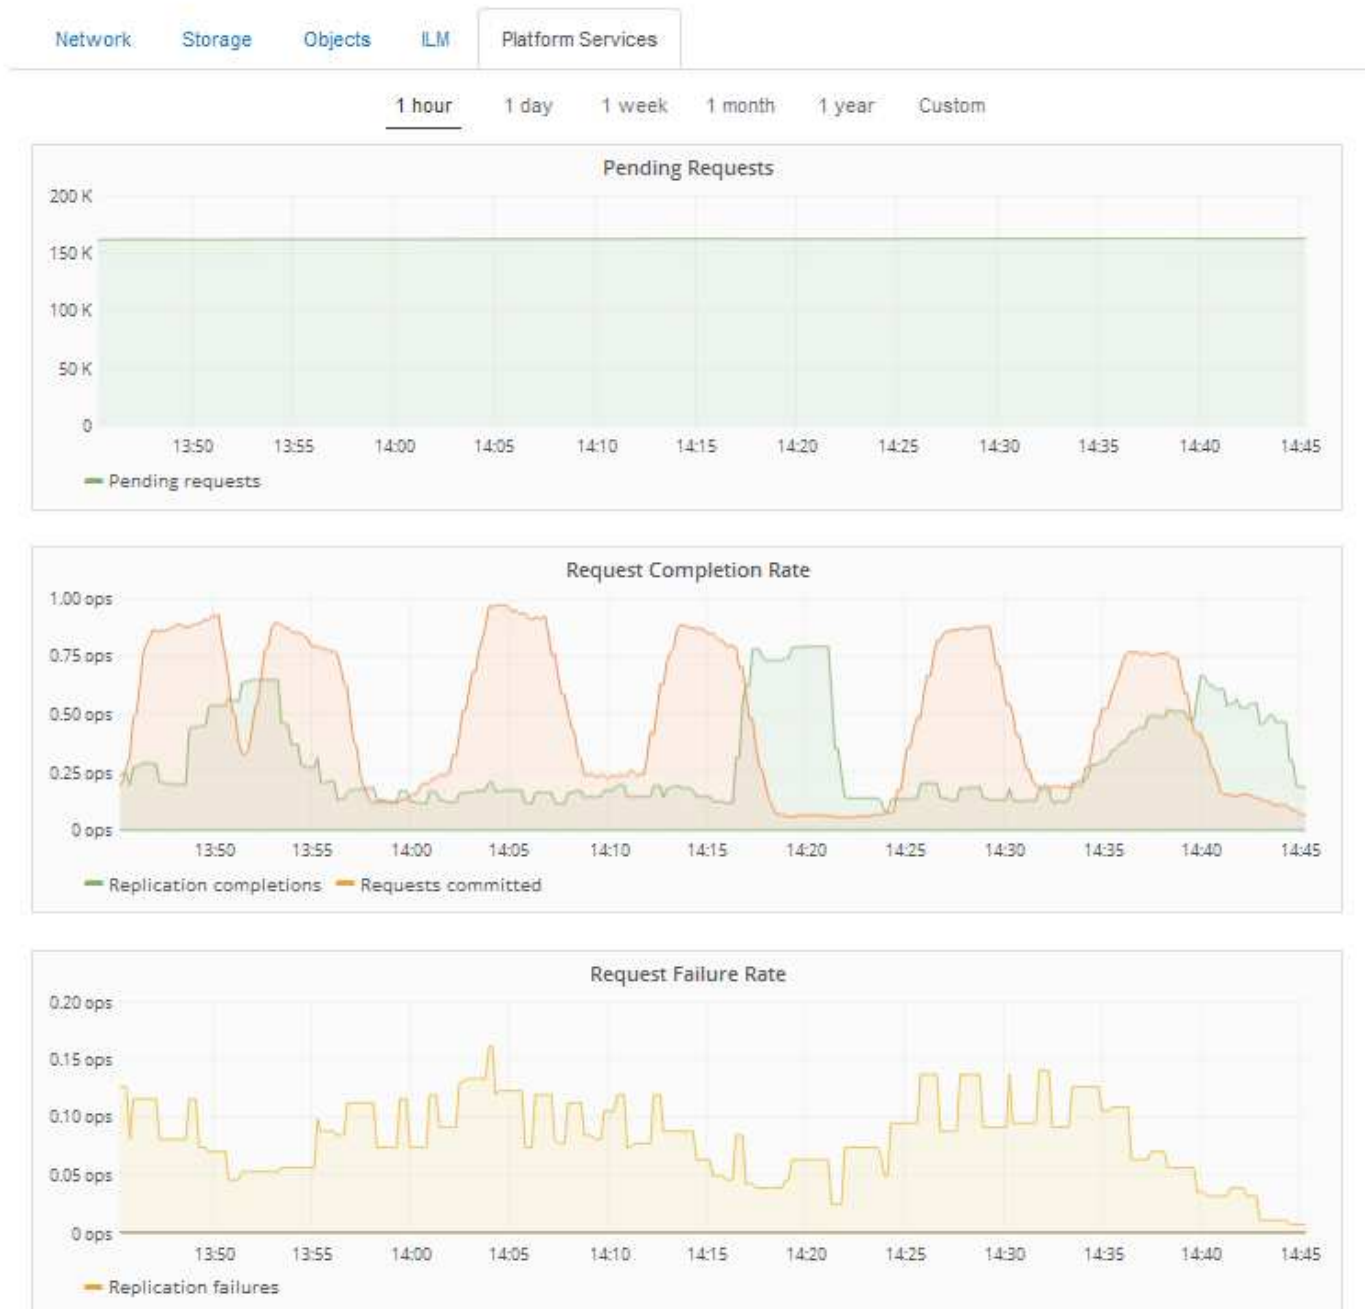 Network Storage Objects ILM Platform Services
1 hour 1 day 1 week 1 month 1 year Custom
Pending Requests
200 K
150 K
100 K
50 K
0
13:50 13:55 14:00 14:05 14:10 14:15 14:20 14:25 14:30 14:35 14:40 14:45
Pending requests
Request Completion Rate
1.00 ops
0.75 ops
0.50 ops
0.25 ops
0 ops
13:50 13:55 14:00 14:05 14:10 14:15 14:20 14:25 14:30 14:35 14:40 14:45
Replication completions Requests committed
Request Failure Rate
0.20 ops
0.15 ops
0.10 ops
0.05 ops
0 ops
13:50 13:55 14:00 14:05 14:10 14:15 14:20 14:25 14:30 14:35 14:40 14:45
Replication failures